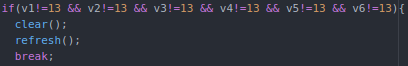 if(v1!=13 && v2!=13 && v3!=13 && v4!=13 && v5!=13 && v6!=13){
clear();
refresh();
break;